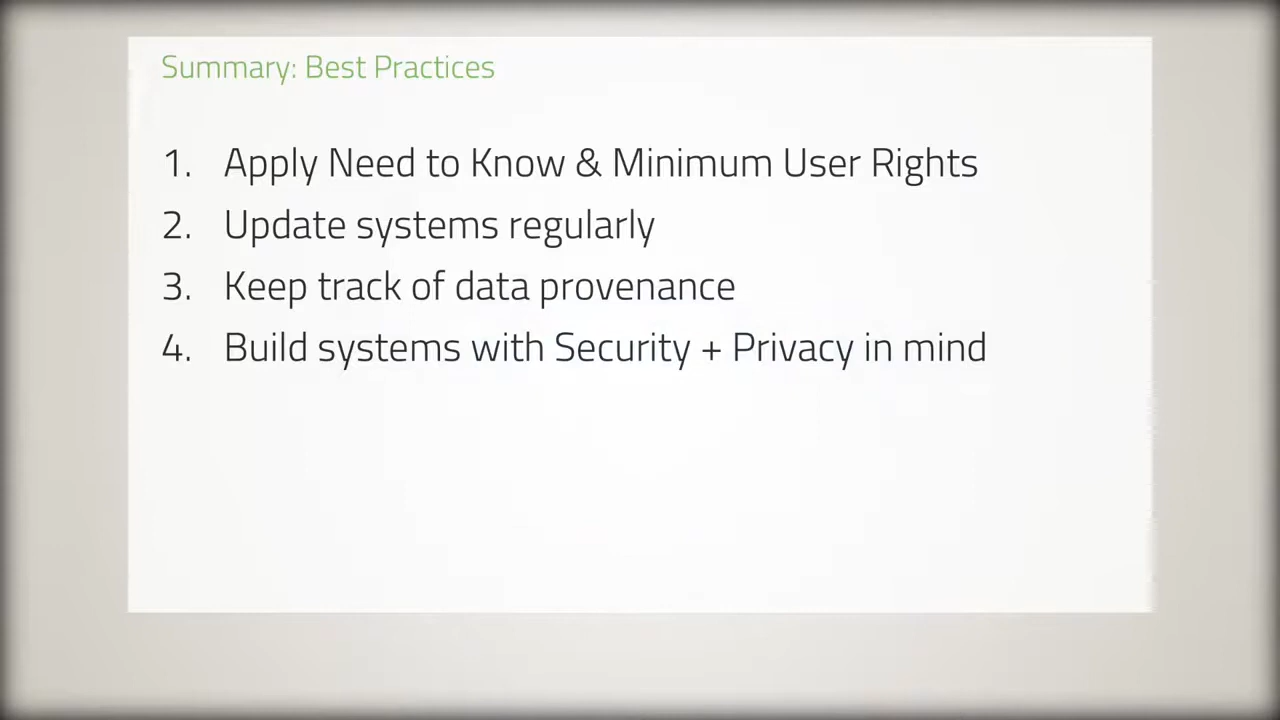 Summary: Best Practices
1. Apply Need to Know & Minimum User Rights
2. Update systems regularly
3. Keep track of data provenance
4. Build systems with Security + Privacy in mind